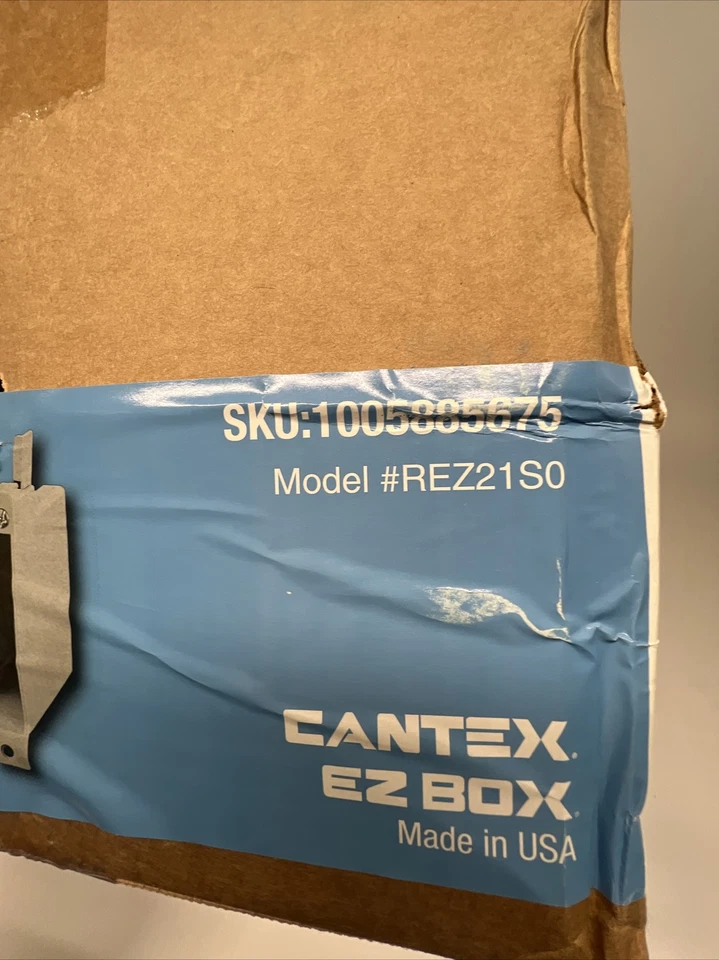 SKU:1005885675
Model #REZ21S0
CANTEX®
EZ BOX®
Made in USA